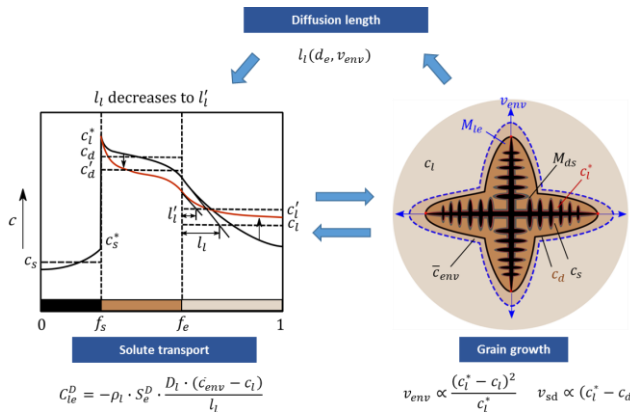 Diffusion length
l_l(d_e, v_env)
l_l decreases to l_l′
c_l*
c_d
c_d′
c
c_s*
c_s
l_l′
l_l
c_l′
c_l
0
f_s
f_e
1
v_env
M_le
M_ds
c_l
c_l*
c̄_env
c_d
c_s
Solute transport
Grain growth
C_le^D = −ρ_l · S_e^D · D_l · (c̄_env − c_l) / l_l
v_env ∝ (c_l* − c_l)² / c_l*
v_sd ∝ (c_l* − c_d